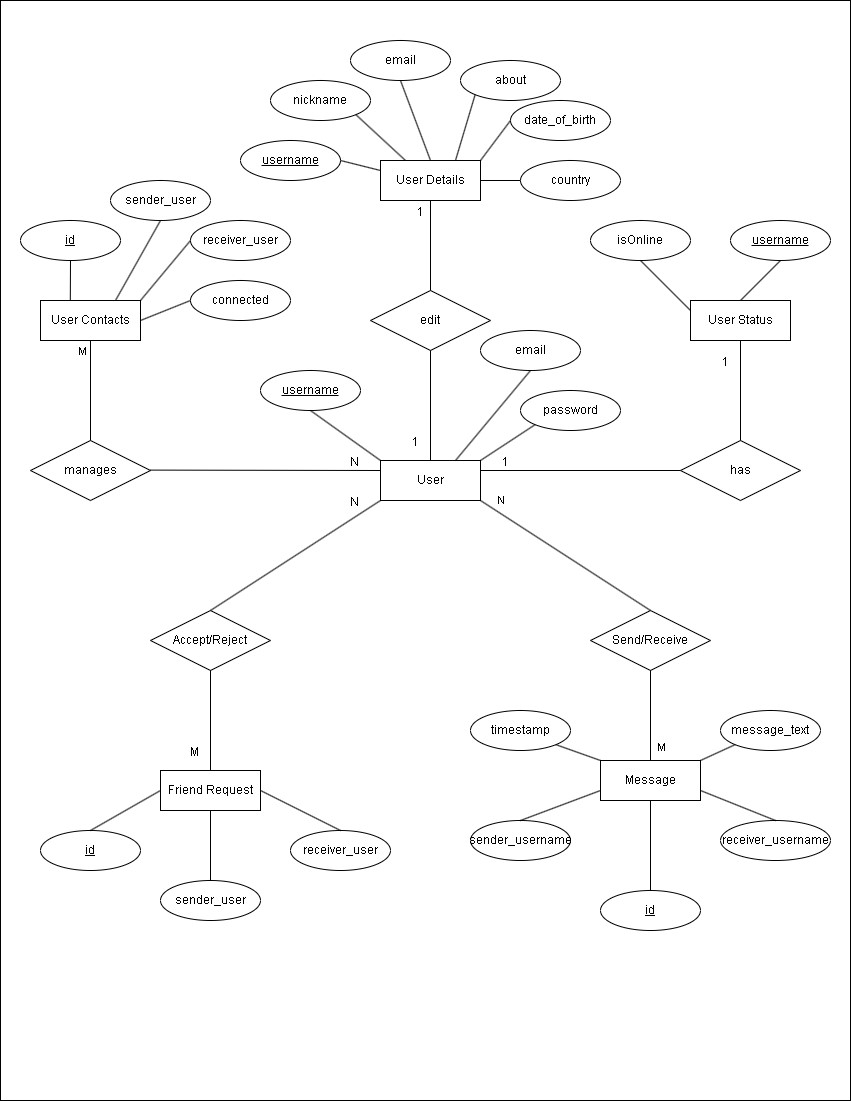 email
about
nickname
date_of_birth
username
User Details
country
1
sender_user
id
receiver_user
isOnline
username
connected
User Contacts
edit
User Status
M
email
1
username
password
1
N
1
manages
User
has
N
N
Accept/Reject
Send/Receive
timestamp
message_text
M
M
Friend Request
Message
sender_username
receiver_username
id
receiver_user
sender_user
id